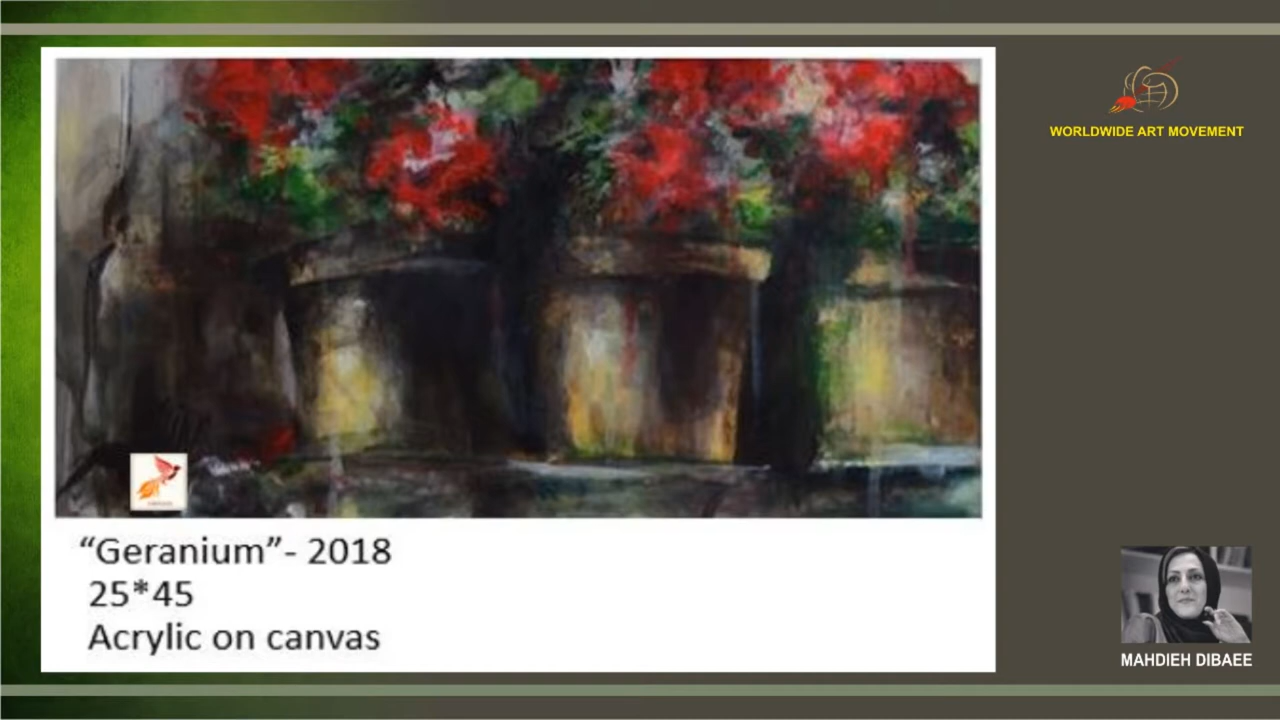 WORLDWIDE ART MOVEMENT
“Geranium”- 2018
25*45
Acrylic on canvas
MAHDIEH DIBAEE